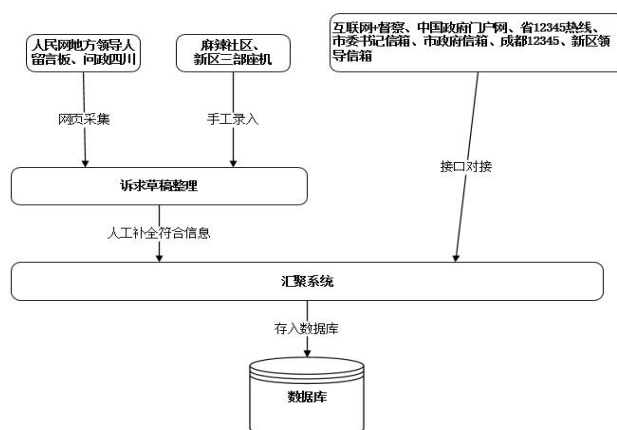 人民网地方领导人
留言板、问政四川
麻辣社区、
新区三部座机
互联网+督察、中国政府门户网、省12345热线、
市委书记信箱、市政府信箱、成都12345、新区领
导信箱
网页采集
手工录入
接口对接
诉求草稿整理
人工补全符合信息
汇聚系统
存入数据库
数据库